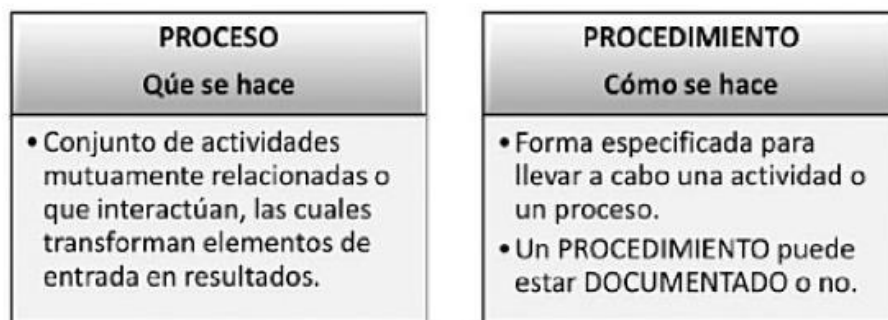 PROCESO
Qúe se hace
• Conjunto de actividades
mutuamente relacionadas o
que interactúan, las cuales
transforman elementos de
entrada en resultados.
PROCEDIMIENTO
Cómo se hace
• Forma especificada para
llevar a cabo una actividad o
un proceso.
• Un PROCEDIMIENTO puede
estar DOCUMENTADO o no.